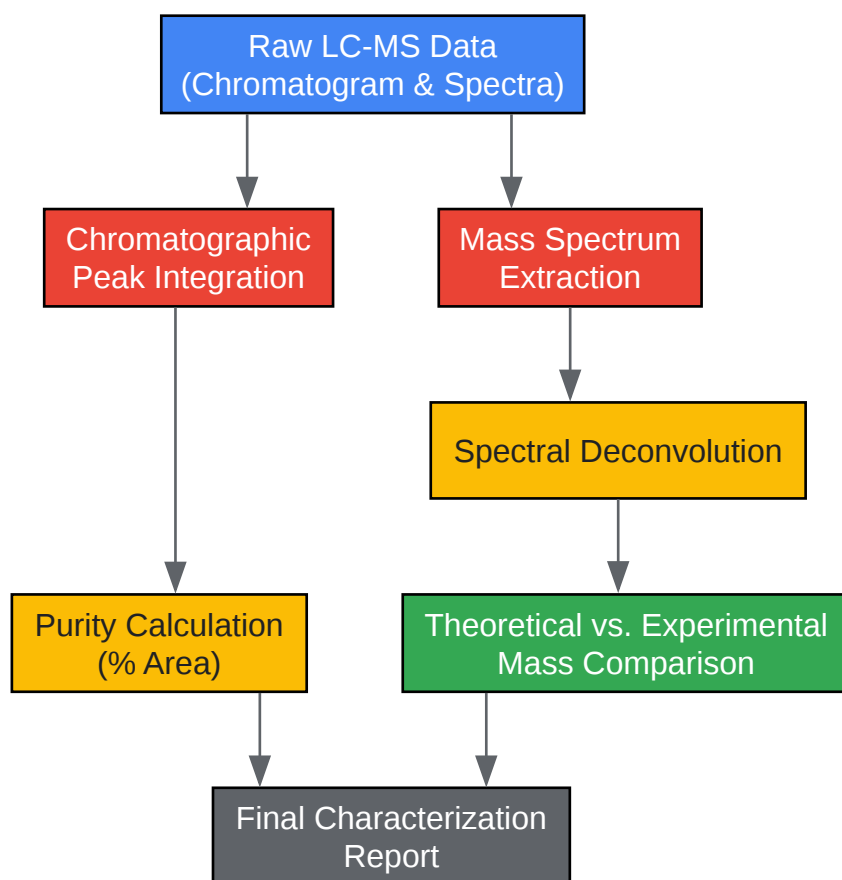 Raw LC-MS Data
(Chromatogram & Spectra)
Chromatographic
Peak Integration
Mass Spectrum
Extraction
Spectral Deconvolution
Purity Calculation
(% Area)
Theoretical vs. Experimental
Mass Comparison
Final Characterization
Report